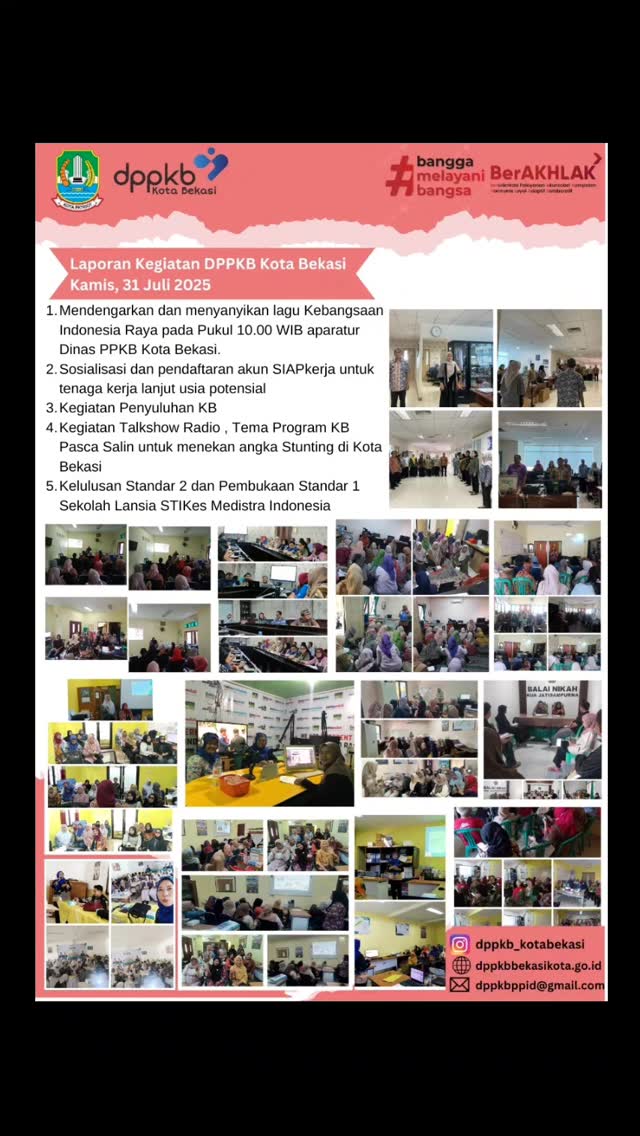 KOTA BEKASI
dppkb
Kota Bekasi
#bangga
melayani
bangsa
BerAKHLAK
Laporan Kegiatan DPPKB Kota Bekasi
Kamis, 31 Juli 2025
1. Mendengarkan dan menyanyikan lagu Kebangsaan
Indonesia Raya pada Pukul 10.00 WIB aparatur
Dinas PPKB Kota Bekasi.
2. Sosialisasi dan pendaftaran akun SIAPkerja untuk
tenaga kerja lanjut usia potensial
3. Kegiatan Penyuluhan KB
4. Kegiatan Talkshow Radio , Tema Program KB
Pasca Salin untuk menekan angka Stunting di Kota
Bekasi
5. Kelulusan Standar 2 dan Pembukaan Standar 1
Sekolah Lansia STIKes Medistra Indonesia
BALAI NIKAH
KUA JATISAMPURNA
dppkb_kotabekasi
dppkbbekasikota.go.id
dppkbppid@gmail.com